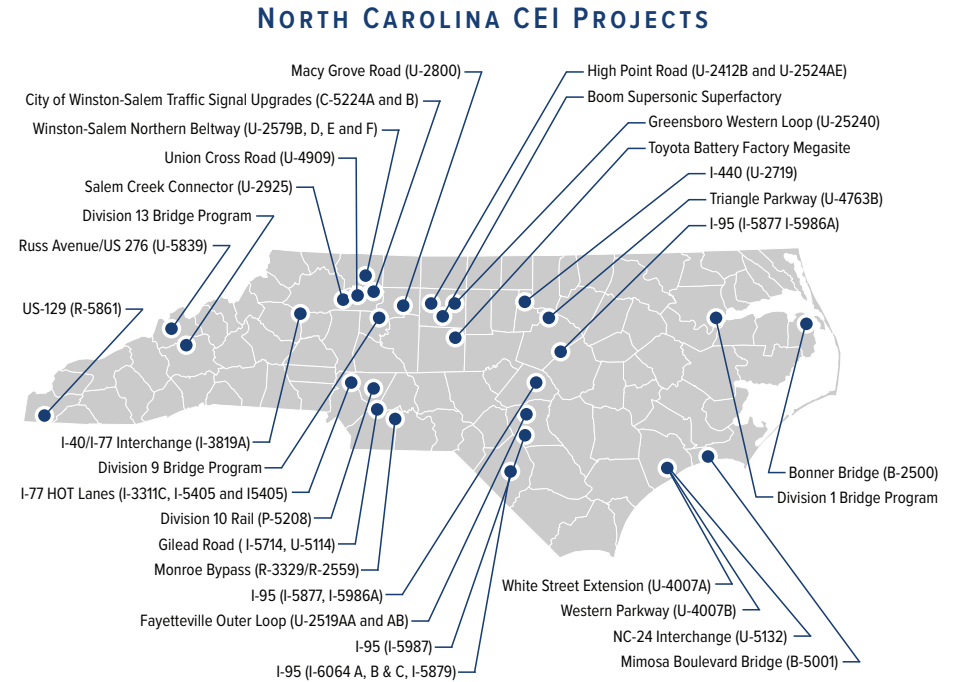 NORTH CAROLINA CEI PROJECTS
Macy Grove Road (U-2800)
City of Winston-Salem Traffic Signal Upgrades (C-5224A and B)
Winston-Salem Northern Beltway (U-2579B, D, E and F)
Union Cross Road (U-4909)
Salem Creek Connector (U-2925)
Division 13 Bridge Program
Russ Avenue/US 276 (U-5839)
US-129 (R-5861)
High Point Road (U-2412B and U-2524AE)
Boom Supersonic Superfactory
Greensboro Western Loop (U-25240)
Toyota Battery Factory Megasite
I-440 (U-2719)
Triangle Parkway (U-4763B)
I-95 (I-5877 I-5986A)
I-40/I-77 Interchange (I-3819A)
Division 9 Bridge Program
I-77 HOT Lanes (I-3311C, I-5405 and I5405)
Division 10 Rail (P-5208)
Gilead Road ( I-5714, U-5114)
Monroe Bypass (R-3329/R-2559)
I-95 (I-5877, I-5986A)
Fayetteville Outer Loop (U-2519AA and AB)
I-95 (I-5987)
I-95 (I-6064 A, B & C, I-5879)
Bonner Bridge (B-2500)
Division 1 Bridge Program
White Street Extension (U-4007A)
Western Parkway (U-4007B)
NC-24 Interchange (U-5132)
Mimosa Boulevard Bridge (B-5001)